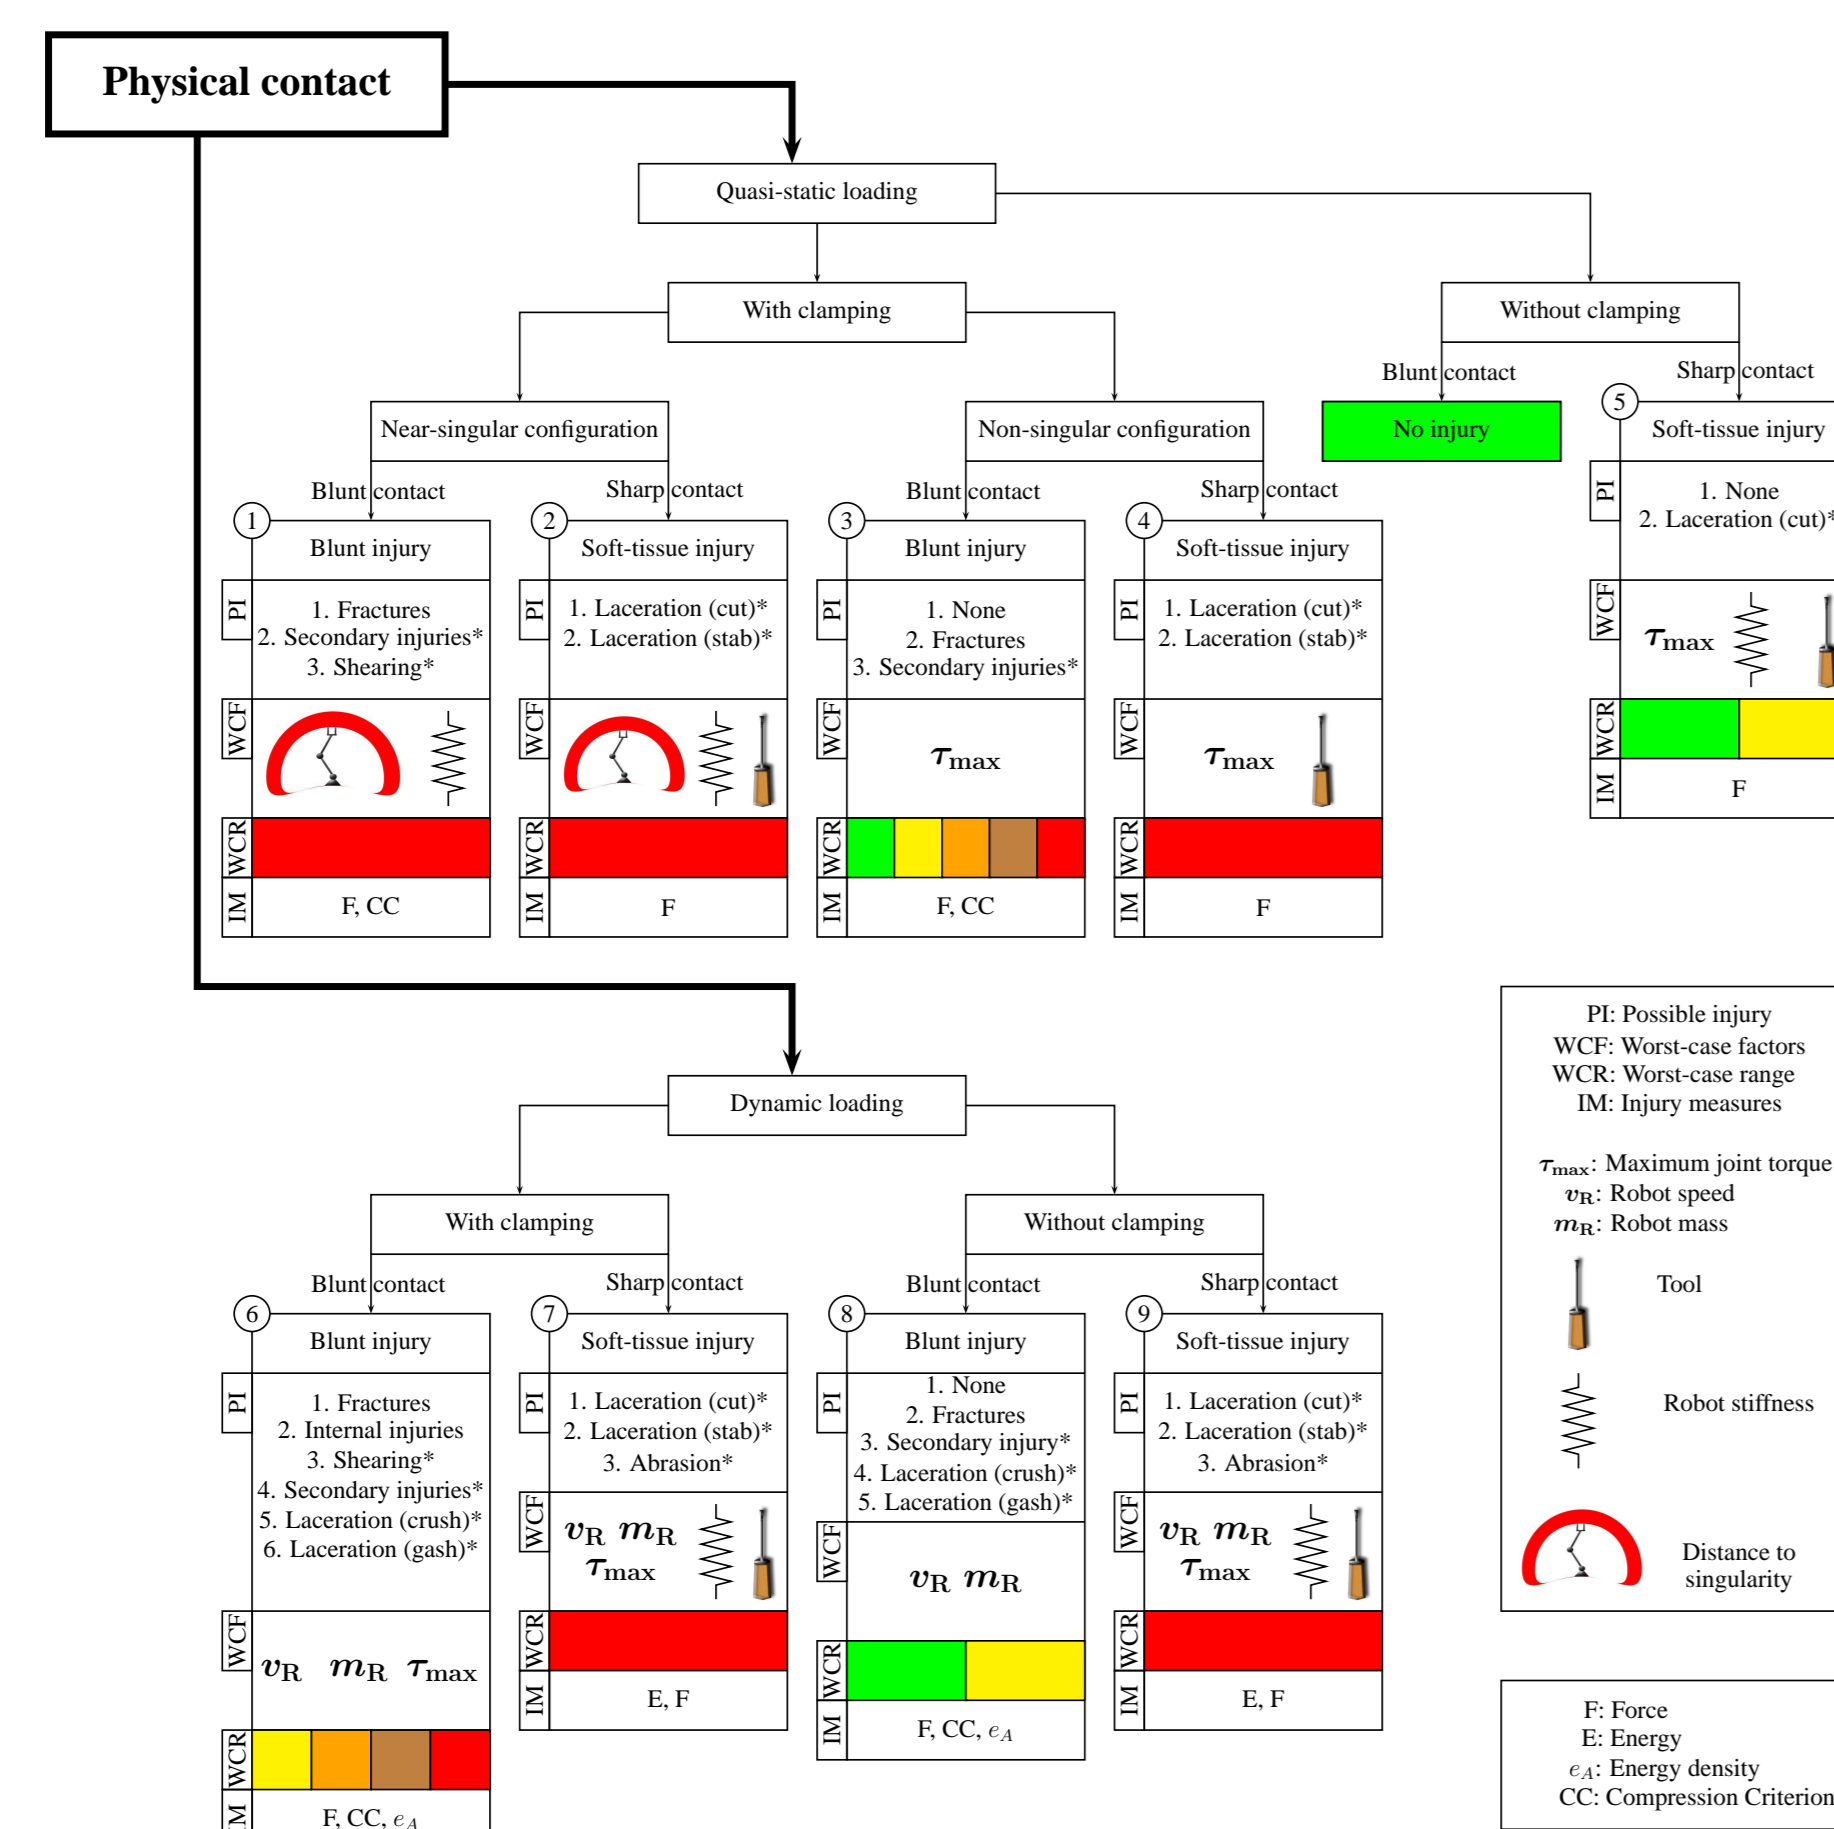 Physical contact
Quasi-static loading
With clamping
Without clamping
Blunt contact
Sharp contact
Near-singular configuration
Non-singular configuration
No injury
5
Soft-tissue injury
PI
1. None
2. Laceration (cut)*
WCF
τmax
WCR
IM
F
Blunt contact
Sharp contact
Blunt contact
Sharp contact
1
Blunt injury
PI
1. Fractures
2. Secondary injuries*
3. Shearing*
WCF
WCR
IM
F, CC
2
Soft-tissue injury
PI
1. Laceration (cut)*
2. Laceration (stab)*
WCF
WCR
IM
F
3
Blunt injury
PI
1. None
2. Fractures
3. Secondary injuries*
WCF
τmax
WCR
IM
F, CC
4
Soft-tissue injury
PI
1. Laceration (cut)*
2. Laceration (stab)*
WCF
τmax
WCR
IM
F
Dynamic loading
With clamping
Without clamping
Blunt contact
Sharp contact
Blunt contact
Sharp contact
6
Blunt injury
PI
1. Fractures
2. Internal injuries
3. Shearing*
4. Secondary injuries*
5. Laceration (crush)*
6. Laceration (gash)*
WCF
vR mR τmax
WCR
IM
F, CC, eA
7
Soft-tissue injury
PI
1. Laceration (cut)*
2. Laceration (stab)*
3. Abrasion*
WCF
vR mR
τmax
WCR
IM
E, F
8
Blunt injury
PI
1. None
2. Fractures
3. Secondary injury*
4. Laceration (crush)*
5. Laceration (gash)*
WCF
vR mR
WCR
IM
F, CC, eA
9
Soft-tissue injury
PI
1. Laceration (cut)*
2. Laceration (stab)*
3. Abrasion*
WCF
vR mR
τmax
WCR
IM
E, F
PI: Possible injury
WCF: Worst-case factors
WCR: Worst-case range
IM: Injury measures
τmax: Maximum joint torque
vR: Robot speed
mR: Robot mass
Tool
Robot stiffness
Distance to
singularity
F: Force
E: Energy
eA: Energy density
CC: Compression Criterion